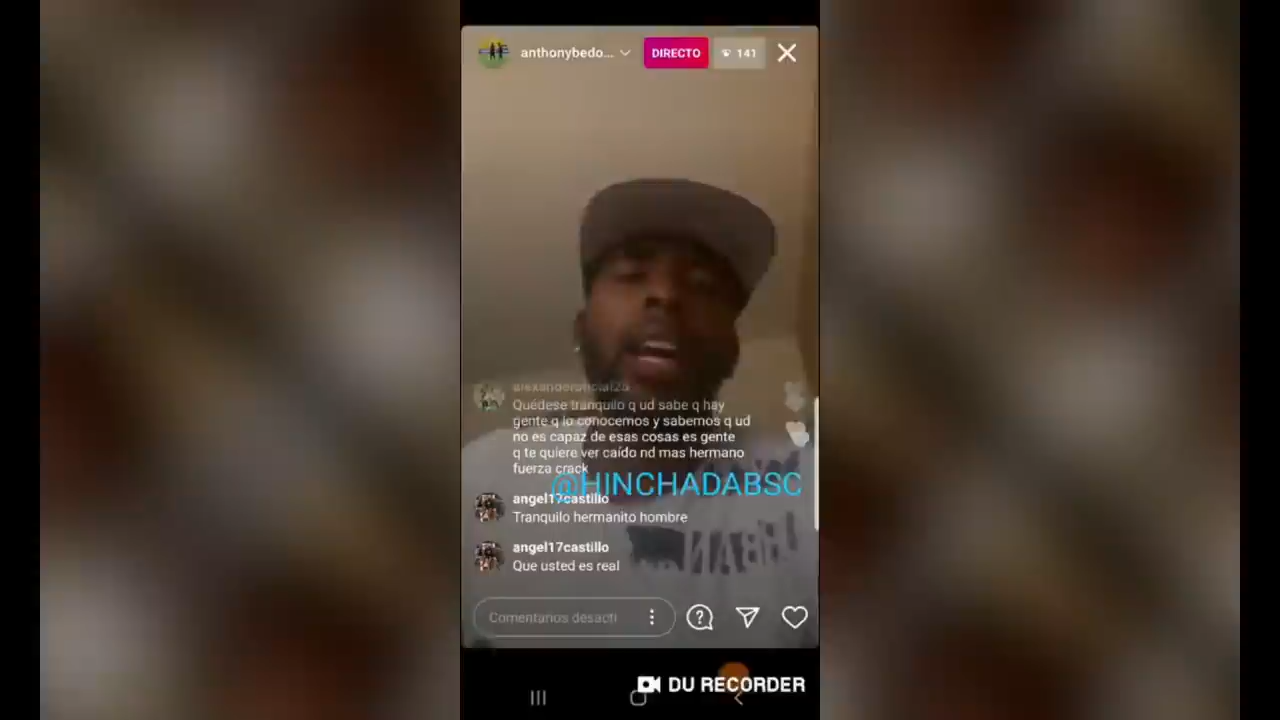 anthonybedo...
DIRECTO
141
Quédese tranquilo q ud sabe q hay
gente q lo conocemos y sabemos q ud
no es capaz de esas cosas es gente
q te quiere ver caído nd mas hermano
fuerza crack
@HINCHADABSC
angel17castillo
Tranquilo hermanito hombre
angel17castillo
Que usted es real
Comentarios desacti
DU RECORDER